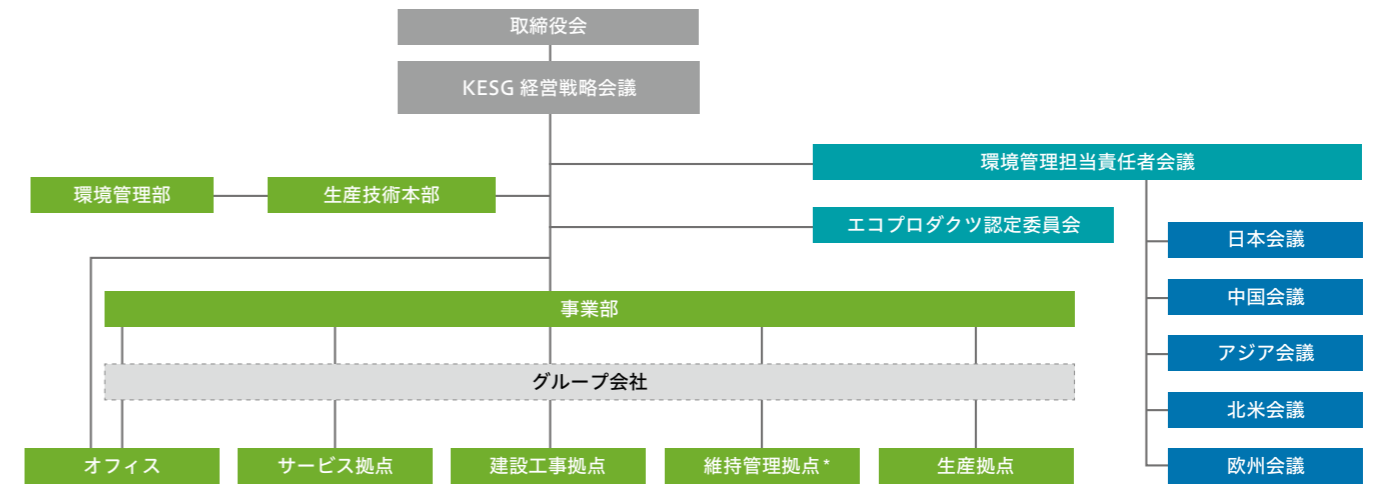 取締役会
KESG 経営戦略会議
環境管理担当責任者会議
環境管理部
生産技術本部
エコプロダクツ認定委員会
日本会議
中国会議
アジア会議
北米会議
欧州会議
事業部
グループ会社
オフィス
サービス拠点
建設工事拠点
維持管理拠点*
生産拠点